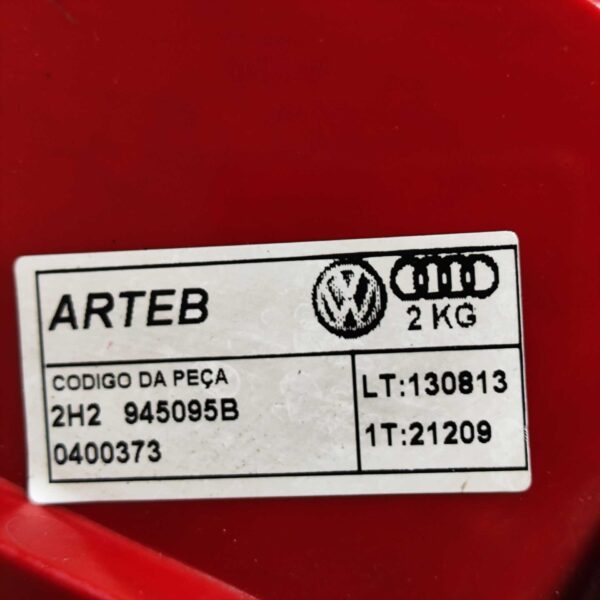 ARTEB
2 KG
CODIGO DA PEÇA
2H2 945095B
0400373
LT:130813
1T:21209